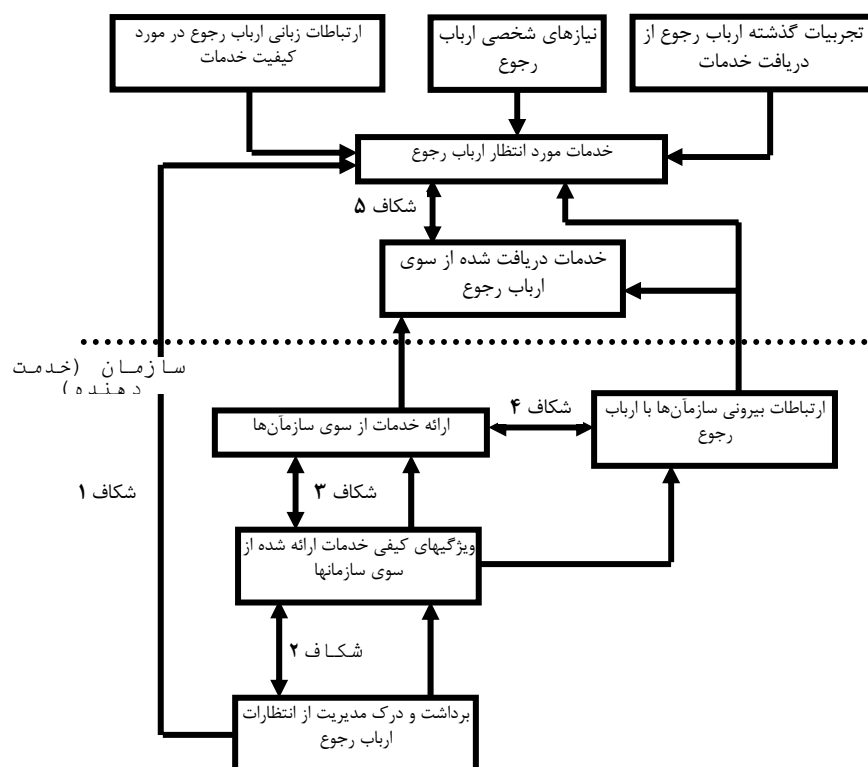 تجربیات گذشته ارباب رجوع از
دریافت خدمات
نیازهای شخصی ارباب
رجوع
ارتباطات زبانی ارباب رجوع در مورد
کیفیت خدمات
خدمات مورد انتظار ارباب رجوع
شکاف ۵
خدمات دریافت شده از سوی
ارباب رجوع
سازمان (خدمت
دهنده)
ارتباطات بیرونی سازمآن‌ها با ارباب
رجوع
شکاف ۴
ارائه خدمات از سوی سازمآن‌ها
شکاف ۳
شکاف ۱
ویژگیهای کیفی خدمات ارائه شده از
سوی سازمانها
شکاف ۲
برداشت و درک مدیریت از انتظارات
ارباب رجوع